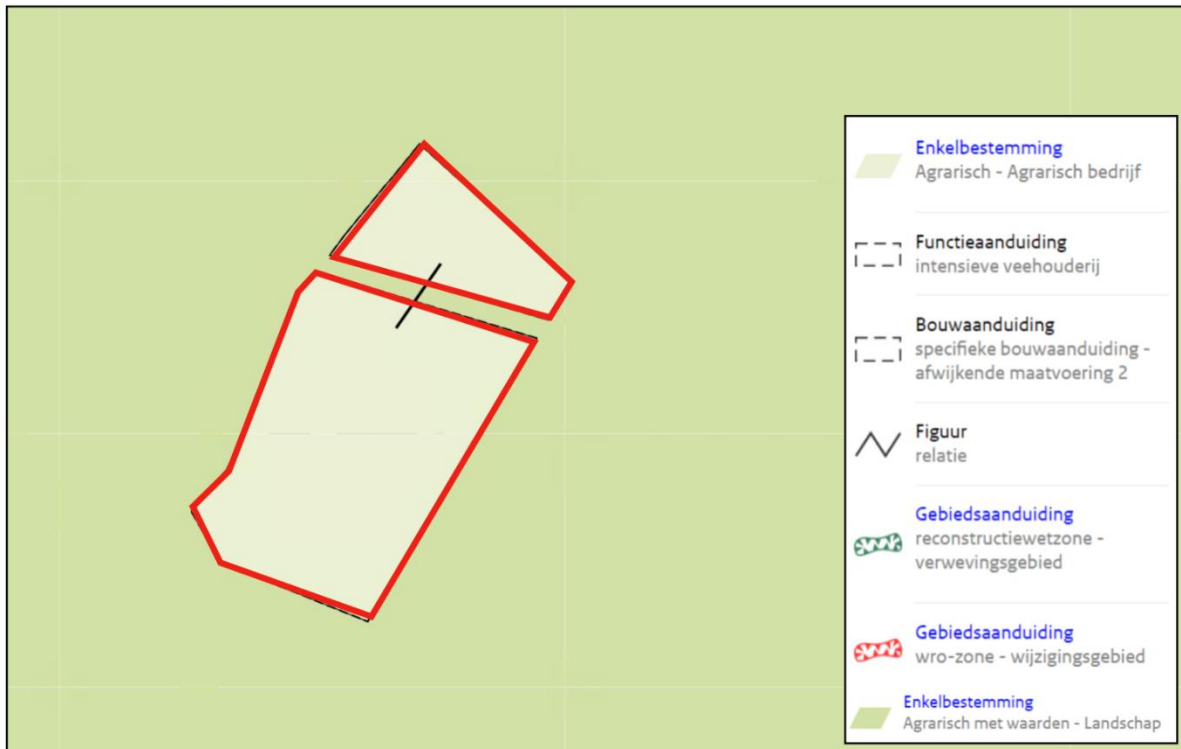 Enkelbestemming
Agrarisch - Agrarisch bedrijf
Functieaanduiding
intensieve veehouderij
Bouwaanduiding
specifieke bouwaanduiding -
afwijkende maatvoering 2
Figuur
relatie
Gebiedsaanduiding
reconstructiewetzone -
verwevingsgebied
Gebiedsaanduiding
wro-zone - wijzigingsgebied
Enkelbestemming
Agrarisch met waarden - Landschap